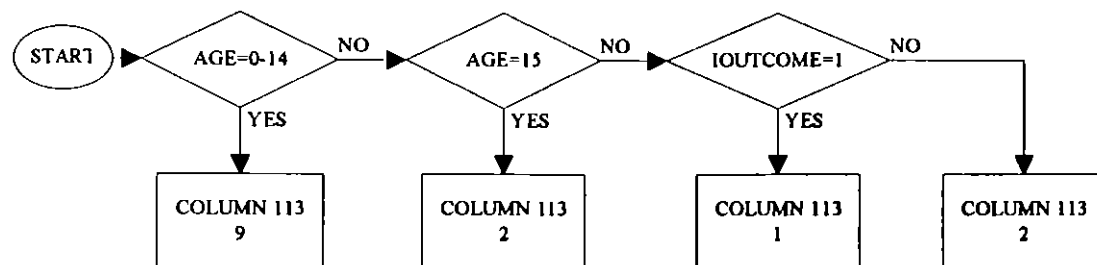 START
AGE=0-14
NO
AGE=15
NO
IOUTCOME=1
NO
YES
YES
YES
COLUMN 113
9
COLUMN 113
2
COLUMN 113
1
COLUMN 113
2